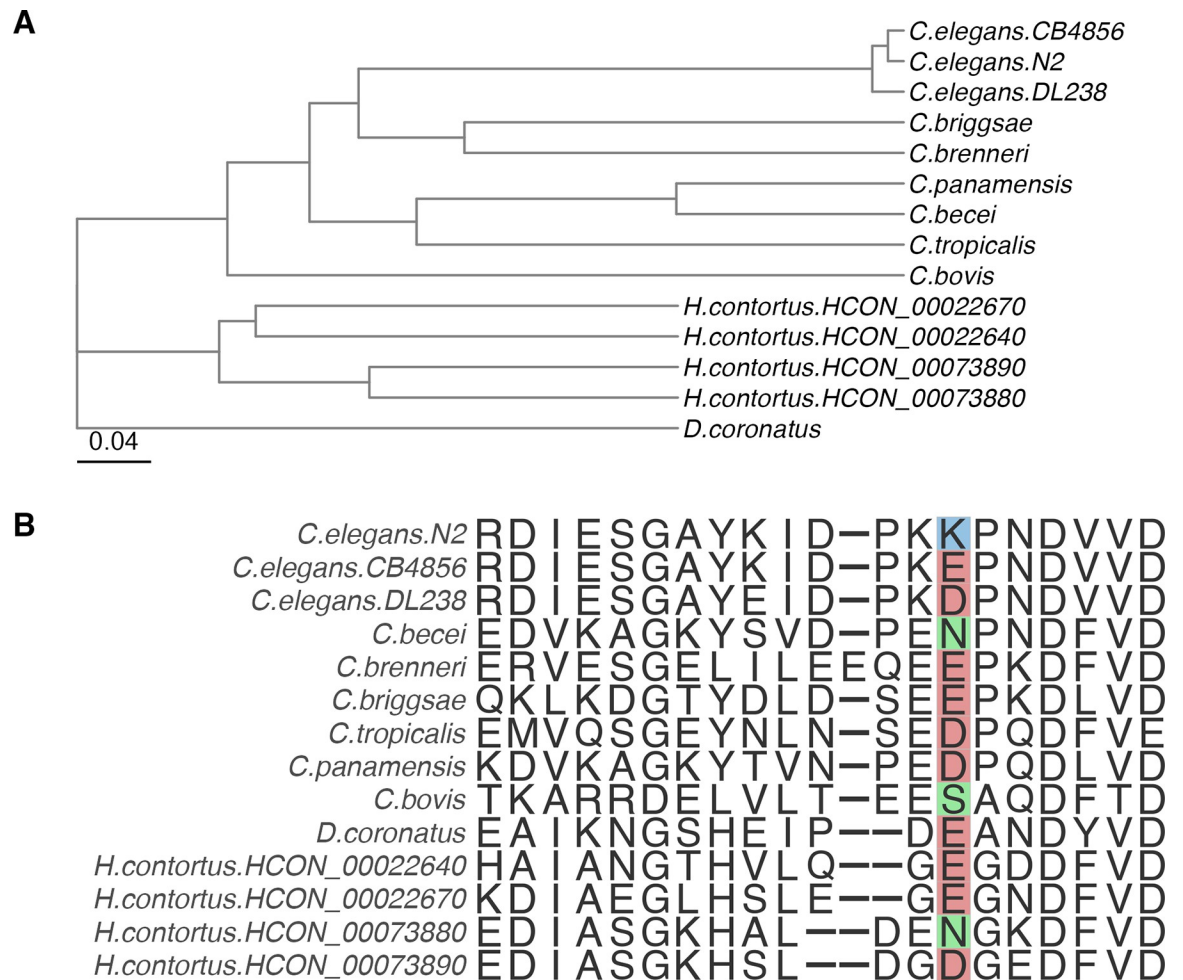 A
C.elegans.CB4856
C.elegans.N2
C.elegans.DL238
C.briggsae
C.brenneri
C.panamensis
C.becei
C.tropicalis
C.bovis
H.contortus.HCON_00022670
H.contortus.HCON_00022640
H.contortus.HCON_00073890
H.contortus.HCON_00073880
D.coronatus
0.04
B
C.elegans.N2 RDIESGAYKID–PKKPNDVVD
C.elegans.CB4856 RDIESGAYKID–PKEPNDVVD
C.elegans.DL238 RDIESGAYEID–PKDPNDVVD
C.becei EDVKAGKYSVD–PENPNDFVD
C.brenneri ERVESGELILEEQEEPKDFVD
C.briggsae QKLKDGTYDLD–SEEPKDLVD
C.tropicalis EMVQSGEYNLN–SEDPQDFVE
C.panamensis KDVKAGKYTVN–PEDPQDLVD
C.bovis TKARRDELVLT–EESAQDFTD
D.coronatus EAIKNGSHEIP––DEANDYVD
H.contortus.HCON_00022640 HAIANGTHVLQ––GEGDDFVD
H.contortus.HCON_00022670 KDIAEGLHSLE––GEGNDFVD
H.contortus.HCON_00073880 EDIASGKHAL––DENGKDFVD
H.contortus.HCON_00073890 EDIASGKHSL––DGDGEDFVD